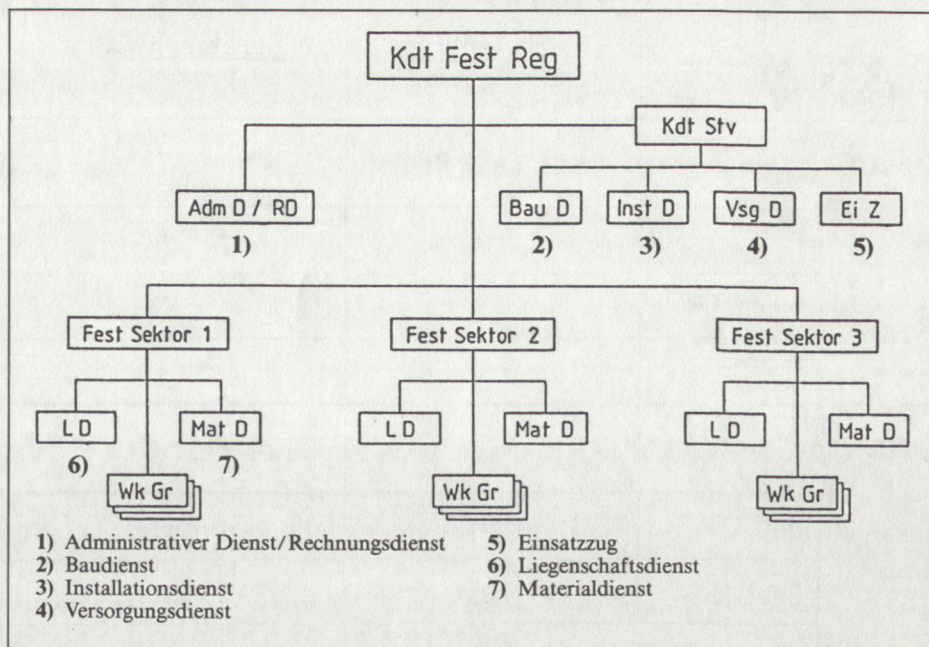 Kdt Fest Reg
Kdt Stv
Adm D / RD
Bau D
Inst D
Vsg D
Ei Z
1)
2)
3)
4)
5)
Fest Sektor 1
Fest Sektor 2
Fest Sektor 3
L D
Mat D
L D
Mat D
L D
Mat D
6)
7)
Wk Gr
Wk Gr
Wk Gr
1) Administrativer Dienst/Rechnungsdienst
2) Baudienst
3) Installationsdienst
4) Versorgungsdienst
5) Einsatzzug
6) Liegenschaftsdienst
7) Materialdienst